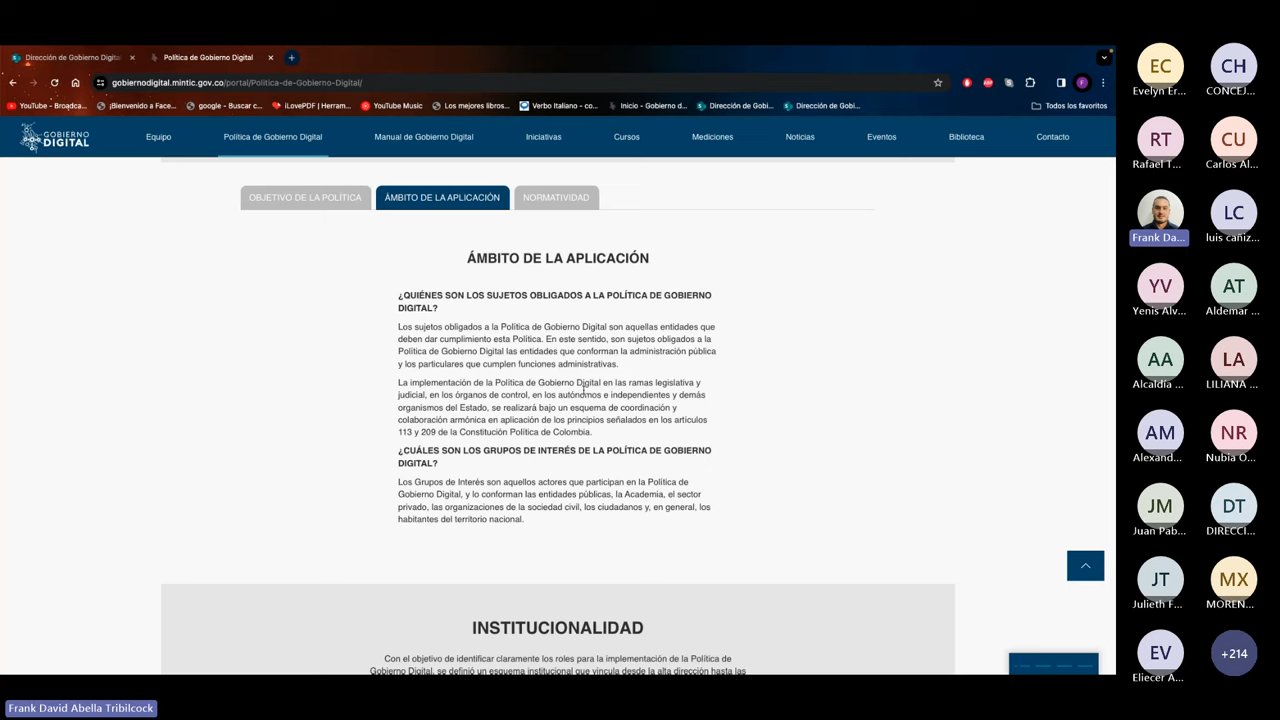 Dirección de Gobierno Digital
Política de Gobierno Digital
gobiernodigital.mintic.gov.co/portal/Politica-de-Gobierno-Digital/
YouTube - Broadca...
¡Bienvenido a Face...
google - Buscar c...
iLovePDF | Herram...
YouTube Music
Los mejores libros...
Verbo Italiano - co...
Inicio - Gobierno d...
Dirección de Gobi...
Dirección de Gobi...
Todos los favoritos
GOBIERNO
DIGITAL
Equipo
Política de Gobierno Digital
Manual de Gobierno Digital
Iniciativas
Cursos
Mediciones
Noticias
Eventos
Biblioteca
Contacto
OBJETIVO DE LA POLÍTICA
ÁMBITO DE LA APLICACIÓN
NORMATIVIDAD
ÁMBITO DE LA APLICACIÓN
¿QUIÉNES SON LOS SUJETOS OBLIGADOS A LA POLÍTICA DE GOBIERNO
DIGITAL?
Los sujetos obligados a la Política de Gobierno Digital son aquellas entidades que
deben dar cumplimiento esta Política. En este sentido, son sujetos obligados a la
Política de Gobierno Digital las entidades que conforman la administración pública
y los particulares que cumplen funciones administrativas.
La implementación de la Política de Gobierno Digital en las ramas legislativa y
judicial, en los órganos de control, en los autónomos e independientes y demás
organismos del Estado, se realizará bajo un esquema de coordinación y
colaboración armónica en aplicación de los principios señalados en los artículos
113 y 209 de la Constitución Política de Colombia.
¿CUÁLES SON LOS GRUPOS DE INTERÉS DE LA POLÍTICA DE GOBIERNO
DIGITAL?
Los Grupos de Interés son aquellos actores que participan en la Política de
Gobierno Digital, y lo conforman las entidades públicas, la Academia, el sector
privado, las organizaciones de la sociedad civil, los ciudadanos y, en general, los
habitantes del territorio nacional.
INSTITUCIONALIDAD
Con el objetivo de identificar claramente los roles para la implementación de la Política de
Gobierno Digital, se definió un esquema institucional que vincula desde la alta dirección hasta las
EC
Evelyn Er...
CH
CONCEJ...
RT
Rafael T...
CU
Carlos Al...
Frank Da...
LC
luis cañiz...
YV
Yenis Alv...
AT
Aldemar ...
AA
Alcaldía ...
LA
LILIANA ...
AM
Alexand...
NR
Nubia O...
JM
Juan Pab...
DT
DIRECCI...
JT
Julieth F...
MX
MOREN...
EV
Eliecer A...
+214
Frank David Abella Tribilcock